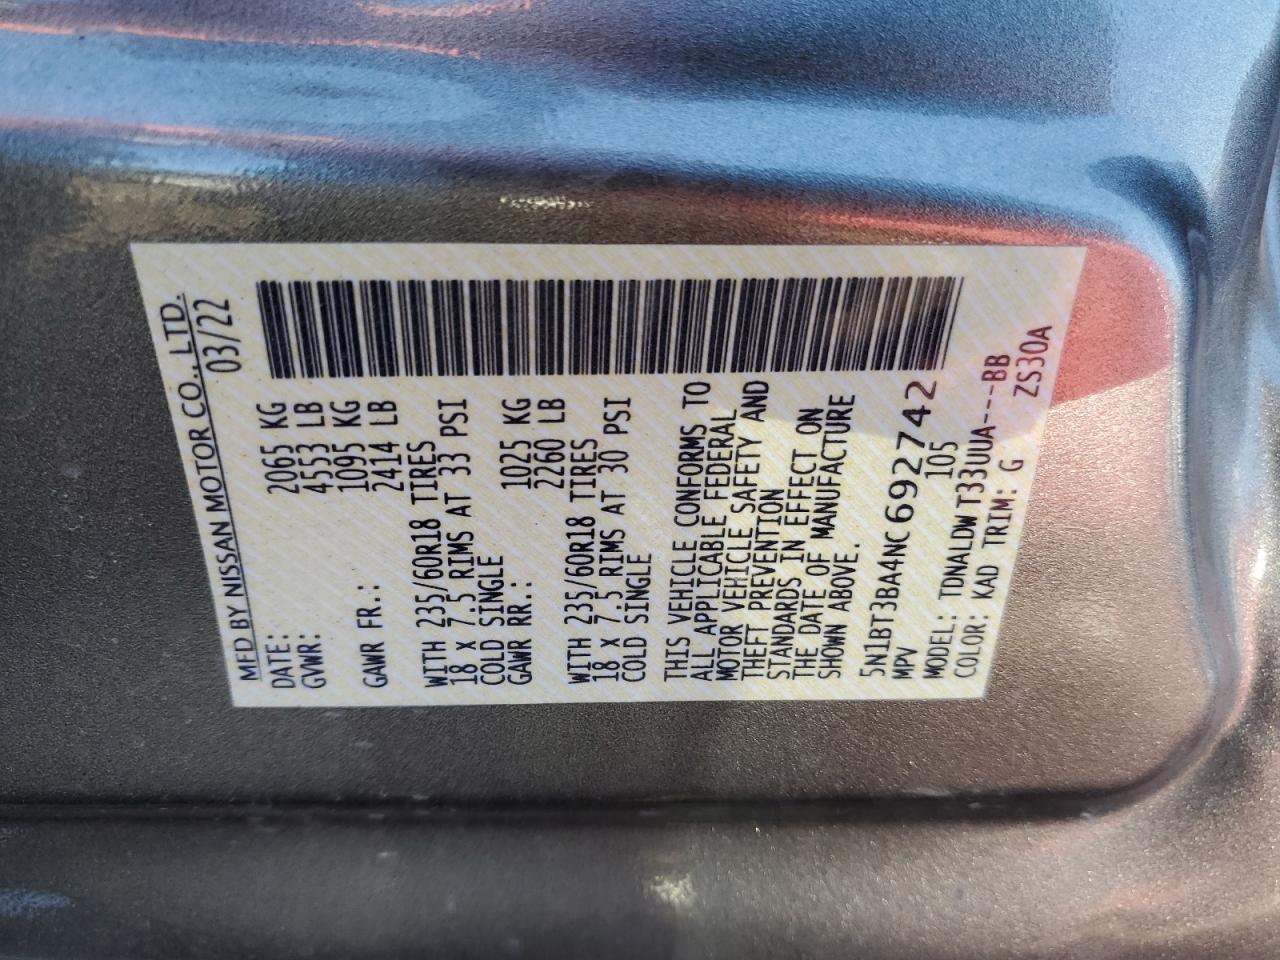 MFD BY NISSAN MOTOR CO., LTD.
DATE: 03/22
GVWR: 2065 KG
4553 LB
GAWR FR.: 1095 KG
2414 LB
WITH 235/60R18 TIRES
18 X 7.5 RIMS AT 33 PSI
COLD SINGLE
GAWR RR.: 1025 KG
2260 LB
WITH 235/60R18 TIRES
18 X 7.5 RIMS AT 30 PSI
COLD SINGLE
THIS VEHICLE CONFORMS TO
ALL APPLICABLE FEDERAL
MOTOR VEHICLE SAFETY AND
THEFT PREVENTION
STANDARDS IN EFFECT ON
THE DATE OF MANUFACTURE
SHOWN ABOVE.
5N1BT3BA4NC692742
MPV 105
MODEL: TDNALDWT33UUA----BB
COLOR: KAD TRIM: G ZS30A